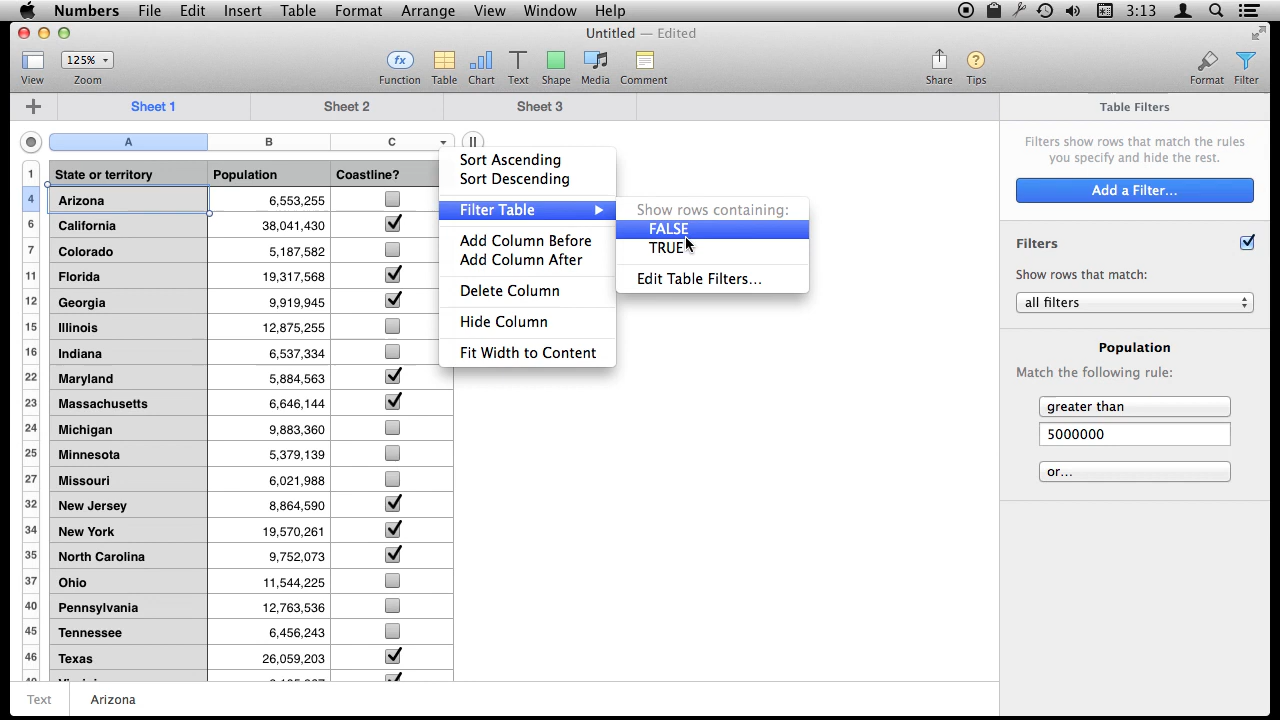 Numbers File Edit Insert Table Format Arrange View Window Help 3:13
Untitled — Edited
125%
View Zoom fx Function Table Chart Text Shape Media Comment Share Tips Format Filter
Sheet 1 Sheet 2 Sheet 3 Table Filters
A B C
1 State or territory Population Coastline?
4 Arizona 6,553,255
6 California 38,041,430
7 Colorado 5,187,582
11 Florida 19,317,568
12 Georgia 9,919,945
15 Illinois 12,875,255
16 Indiana 6,537,334
22 Maryland 5,884,563
23 Massachusetts 6,646,144
24 Michigan 9,883,360
25 Minnesota 5,379,139
27 Missouri 6,021,988
32 New Jersey 8,864,590
34 New York 19,570,261
35 North Carolina 9,752,073
37 Ohio 11,544,225
40 Pennsylvania 12,763,536
45 Tennessee 6,456,243
46 Texas 26,059,203
Sort Ascending
Sort Descending
Filter Table
Add Column Before
Add Column After
Delete Column
Hide Column
Fit Width to Content
Show rows containing:
FALSE
TRUE
Edit Table Filters...
Filters show rows that match the rules
you specify and hide the rest.
Add a Filter...
Filters
Show rows that match:
all filters
Population
Match the following rule:
greater than
5000000
or...
Text Arizona